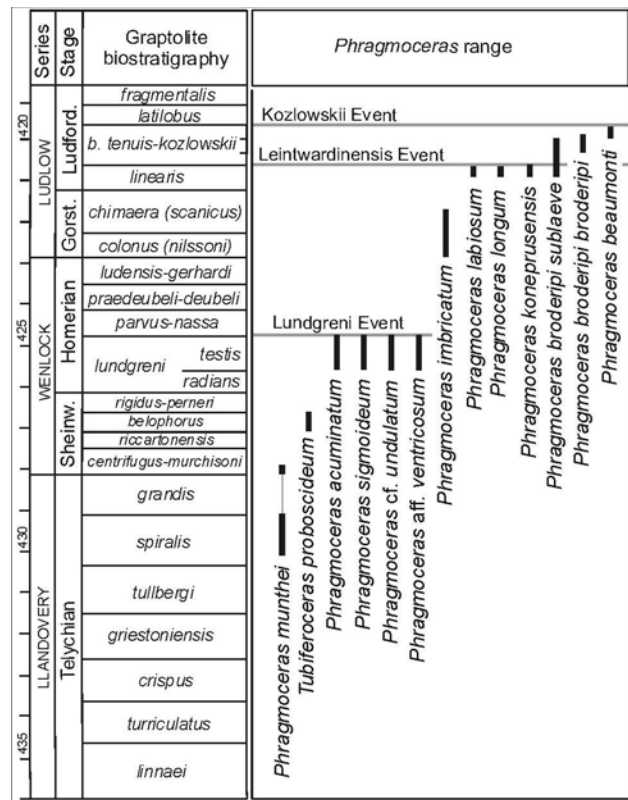 Series
Stage
Graptolite
biostratigraphy
Phragmoceras range
420
425
430
435
LUDLOW
WENLOCK
LLANDOVERY
Ludford.
Gorst.
Homerian
Sheinw.
Telychian
fragmentalis
latilobus
b. tenuis-kozlowskii
linearis
chimaera (scanicus)
colonus (nilssoni)
ludensis-gerhardi
praedeubeli-deubeli
parvus-nassa
lundgreni
testis
radians
rigidus-perneri
belophorus
riccartonensis
centrifugus-murchisoni
grandis
spiralis
tullbergi
griestoniensis
crispus
turriculatus
linnaei
Kozlowskii Event
Leintwardinensis Event
Lundgreni Event
Phragmoceras munthei
Tubiferoceras proboscideum
Phragmoceras acuminatum
Phragmoceras sigmoideum
Phragmoceras cf. undulatum
Phragmoceras aff. ventricosum
Phragmoceras imbricatum
Phragmoceras labiosum
Phragmoceras longum
Phragmoceras koneprusensis
Phragmoceras broderipi sublaeve
Phragmoceras broderipi broderipi
Phragmoceras beaumonti